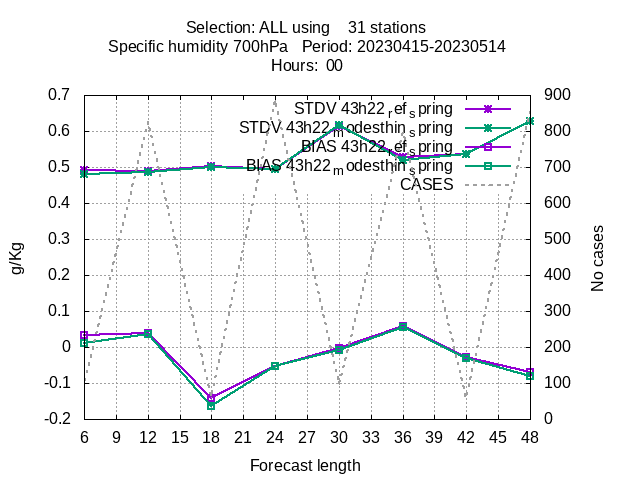 Selection: ALL using 31 stations
Specific humidity 700hPa Period: 20230415-20230514
Hours: 00
0.7
0.6
0.5
0.4
0.3
0.2
0.1
0
-0.1
-0.2
g/Kg
STDV 43h22_ref_spring
STDV 43h22_modesthin_spring
BIAS 43h22_ref_spring
BIAS 43h22_modesthin_spring
CASES
900
800
700
600
500
400
300
200
100
0
No cases
6 9 12 15 18 21 24 27 30 33 36 39 42 45 48
Forecast length